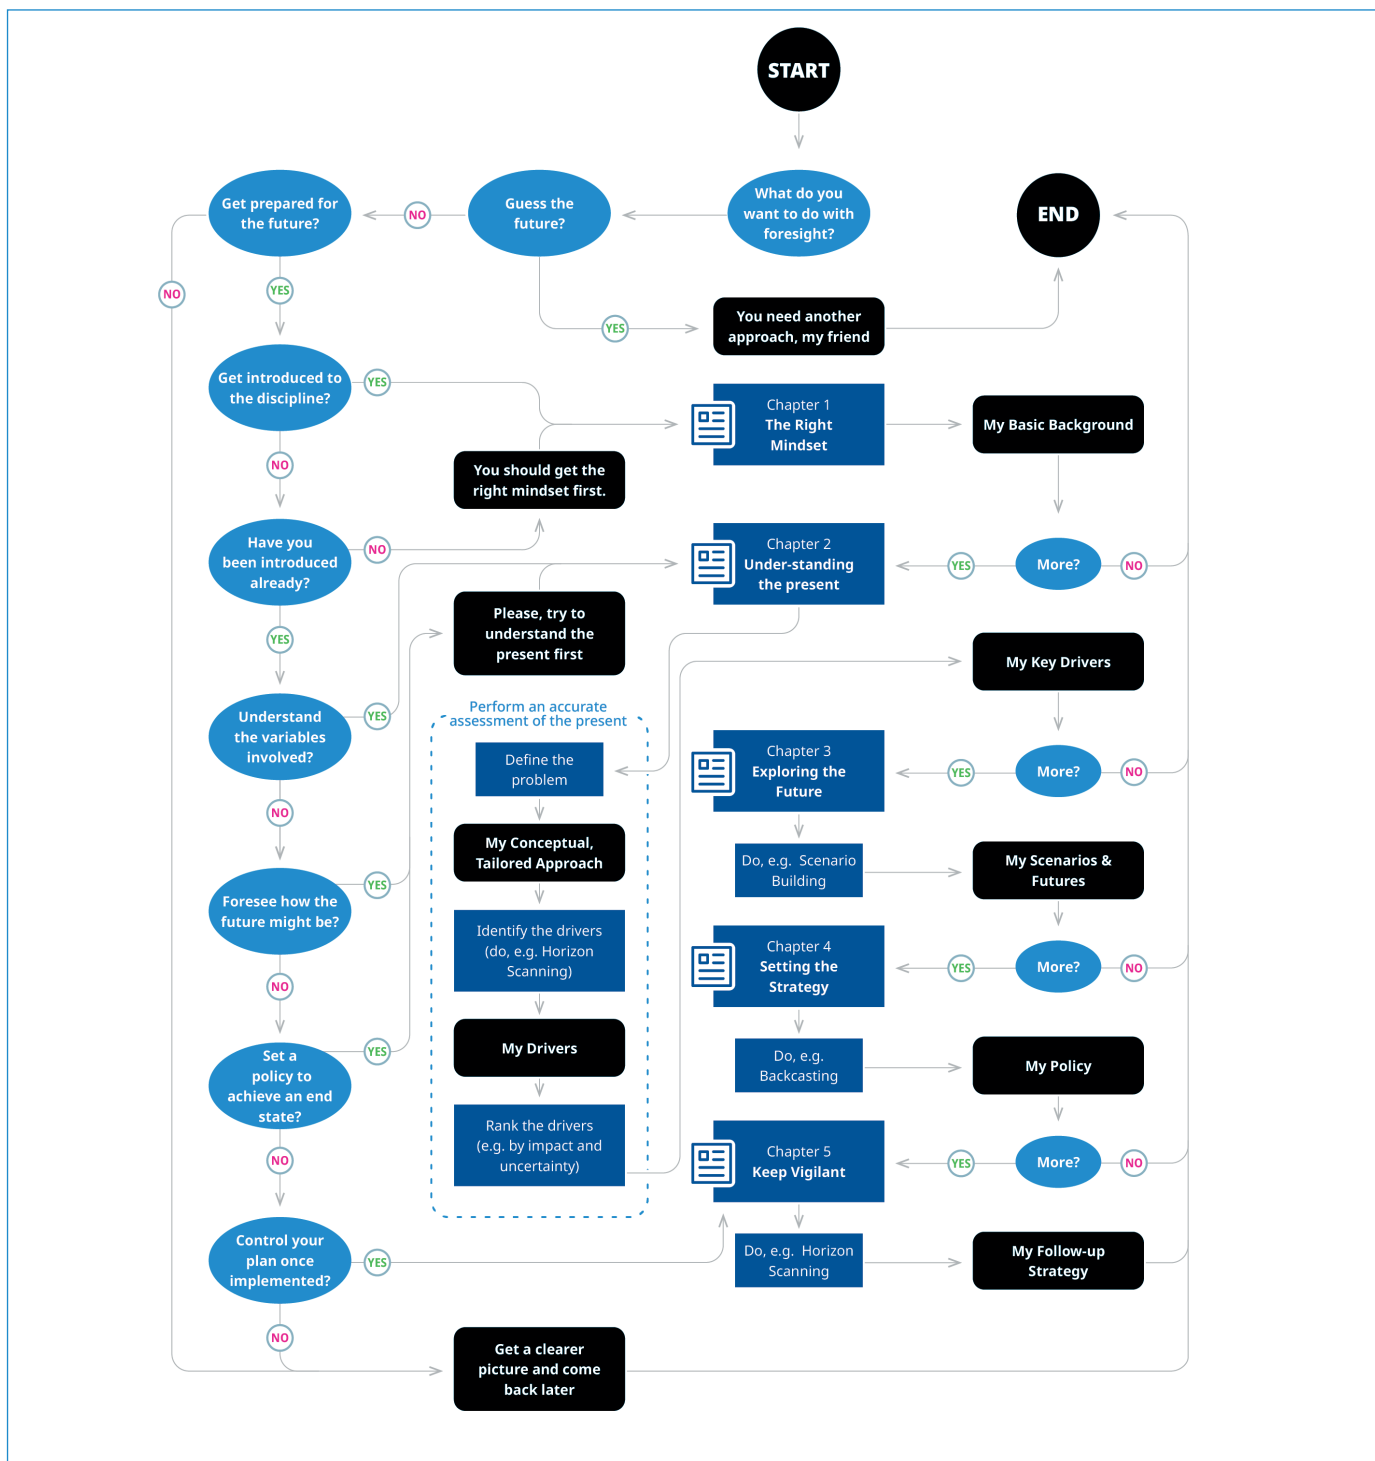 START
Get prepared for
the future?
Guess the
future?
What do you
want to do with
foresight?
END
NO
NO
YES
YES
You need another
approach, my friend
Get introduced to
the discipline?
YES
Chapter 1
The Right
Mindset
My Basic Background
NO
You should get the
right mindset first.
Have you
been introduced
already?
NO
Chapter 2
Under-standing
the present
YES
More?
NO
YES
Please, try to
understand the
present first
My Key Drivers
Understand
the variables
involved?
YES
Perform an accurate
assessment of the present
Define the
problem
Chapter 3
Exploring the
Future
YES
More?
NO
NO
My Conceptual,
Tailored Approach
Do, e.g. Scenario
Building
My Scenarios &
Futures
Foresee how the
future might be?
YES
Identify the drivers
(do, e.g. Horizon
Scanning)
Chapter 4
Setting the
Strategy
YES
More?
NO
NO
My Drivers
Do, e.g.
Backcasting
My Policy
Set a
policy to
achieve an end
state?
YES
Rank the drivers
(e.g. by impact and
uncertainty)
Chapter 5
Keep Vigilant
YES
More?
NO
NO
Control your
plan once
implemented?
YES
Do, e.g. Horizon
Scanning
My Follow-up
Strategy
NO
Get a clearer
picture and come
back later